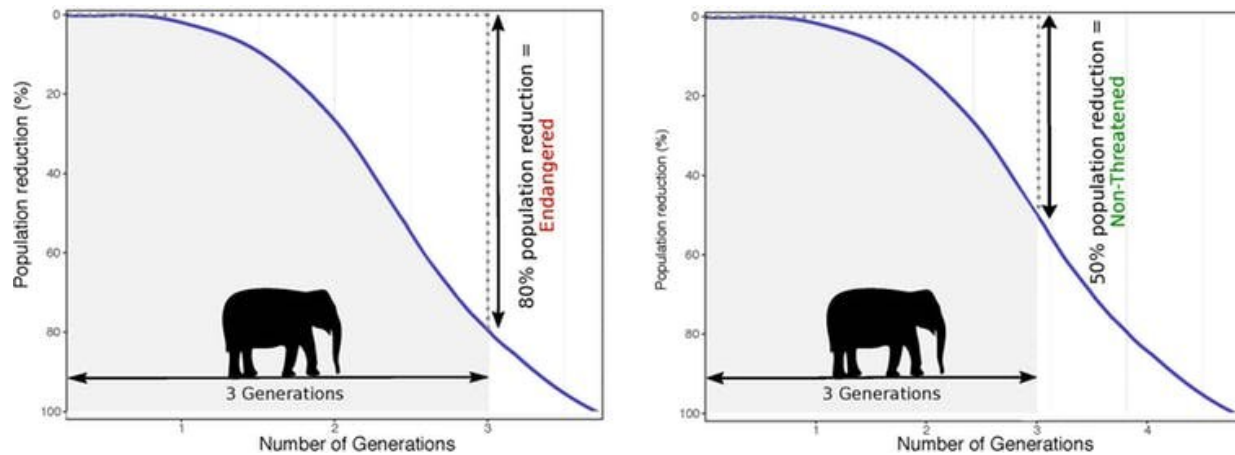 0
20
40
60
80
100
Population reduction (%)
80% population reduction =
Endangered
3 Generations
1
2
3
Number of Generations
0
20
40
60
80
100
Population reduction (%)
50% population reduction =
Non-Threatened
3 Generations
1
2
3
4
Number of Generations